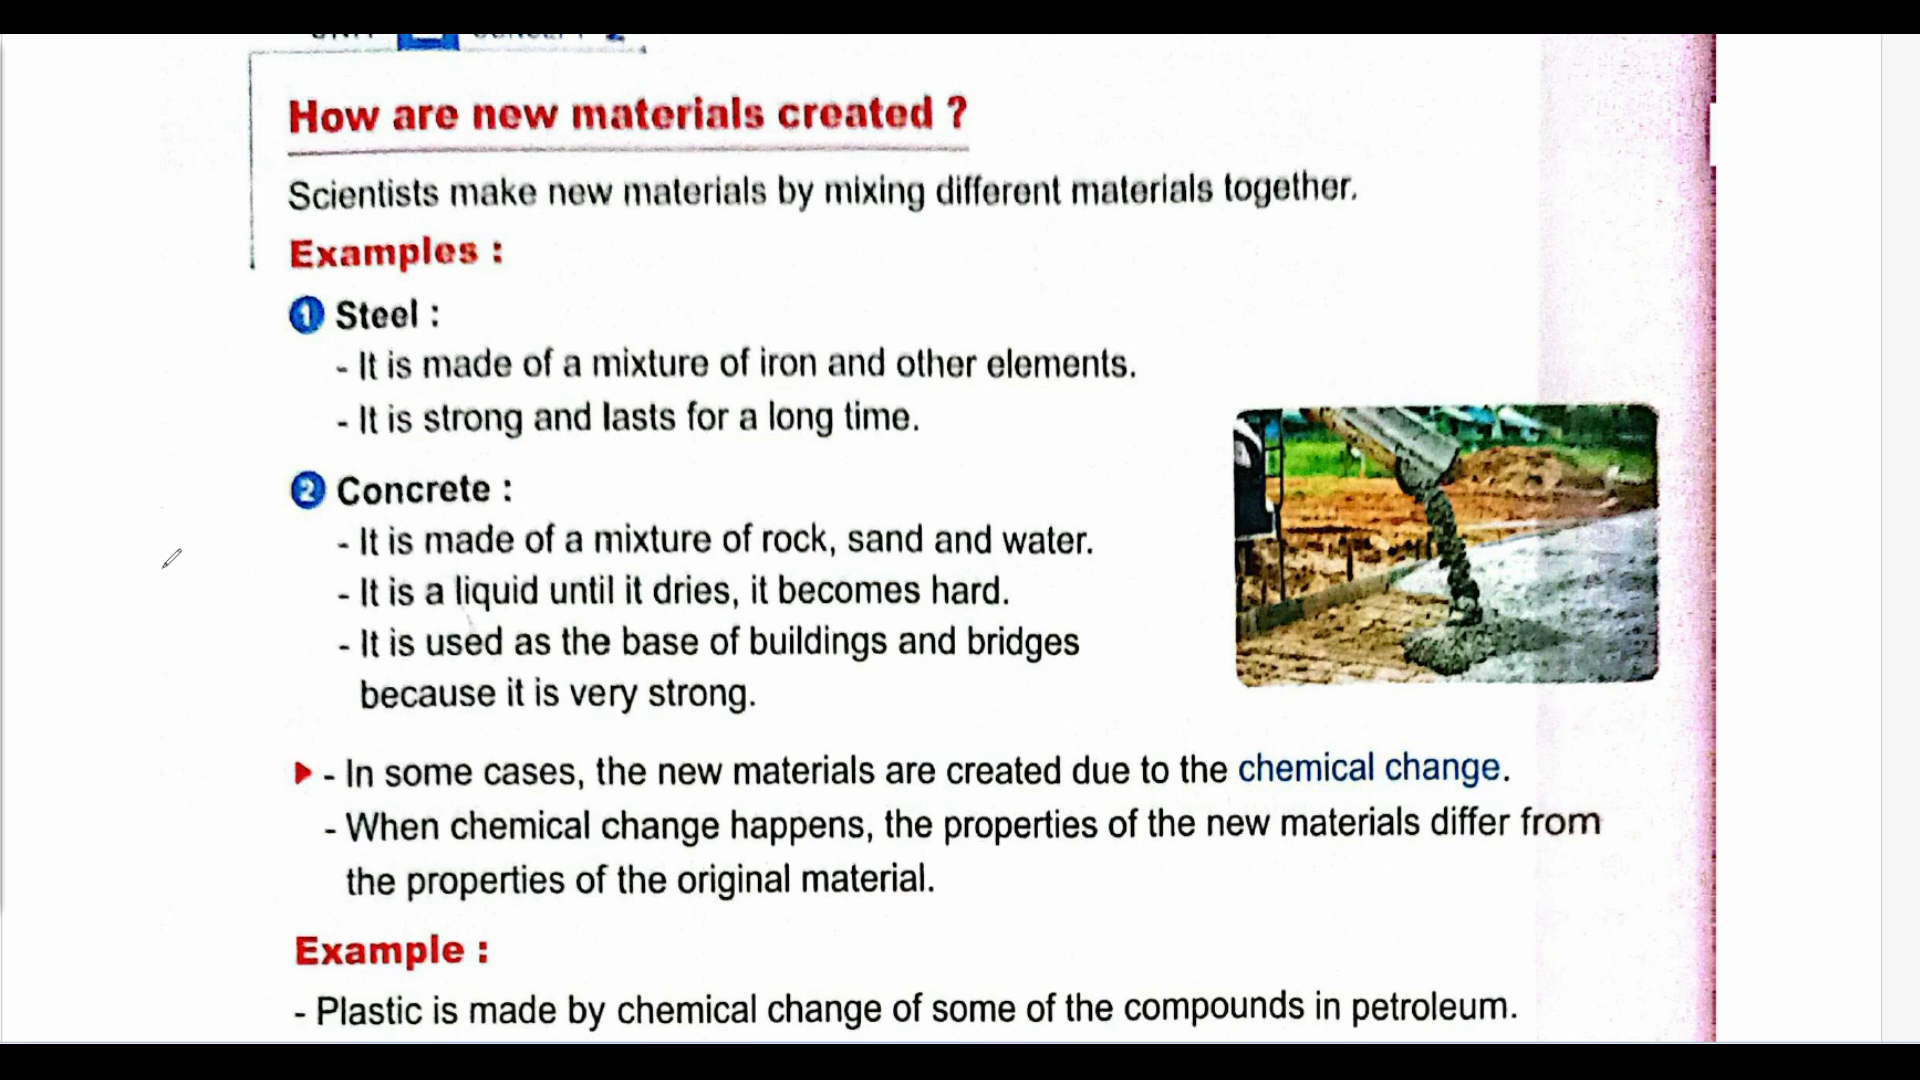 How are new materials created ?
Scientists make new materials by mixing different materials together.
Examples :
1 Steel :
- It is made of a mixture of iron and other elements.
- It is strong and lasts for a long time.
2 Concrete :
- It is made of a mixture of rock, sand and water.
- It is a liquid until it dries, it becomes hard.
- It is used as the base of buildings and bridges
because it is very strong.
- In some cases, the new materials are created due to the chemical change.
- When chemical change happens, the properties of the new materials differ from
the properties of the original material.
Example :
- Plastic is made by chemical change of some of the compounds in petroleum.